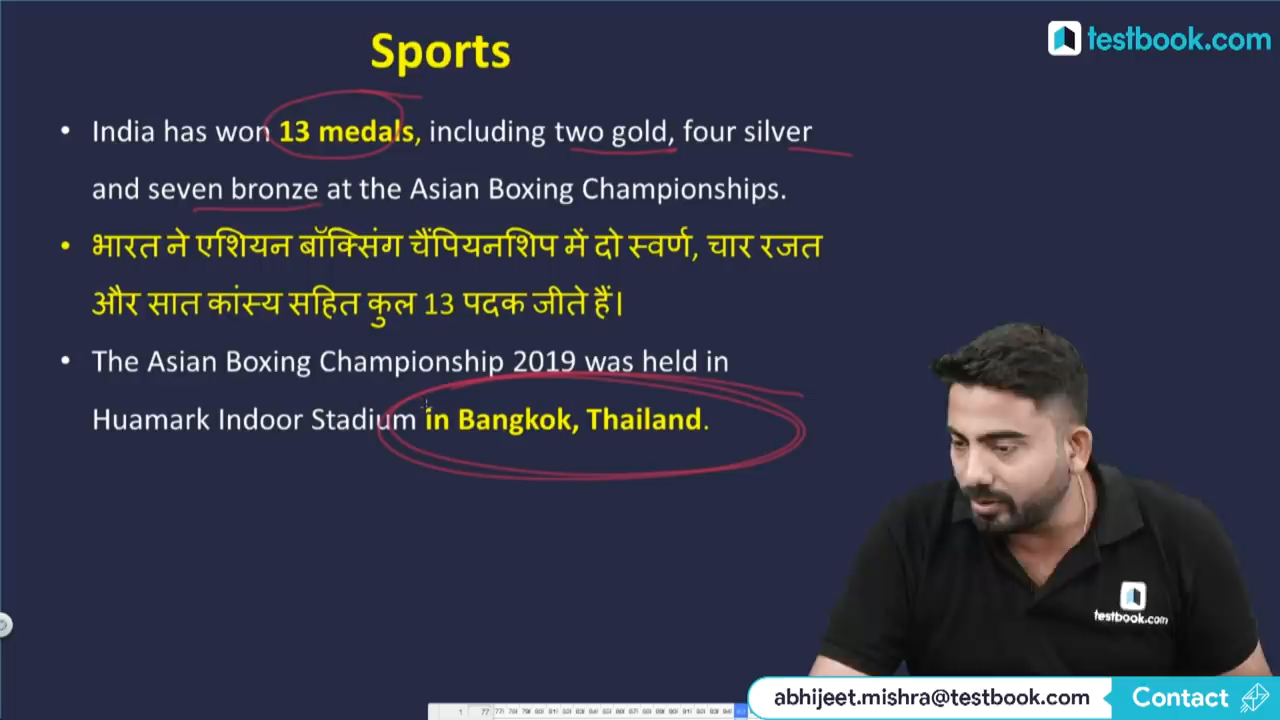 Sports
testbook.com
• India has won 13 medals, including two gold, four silver
and seven bronze at the Asian Boxing Championships.
• भारत ने एशियन बॉक्सिंग चैंपियनशिप में दो स्वर्ण, चार रजत
और सात कांस्य सहित कुल 13 पदक जीते हैं।
• The Asian Boxing Championship 2019 was held in
Huamark Indoor Stadium in Bangkok, Thailand.
testbook.com
abhijeet.mishra@testbook.com Contact
1 77